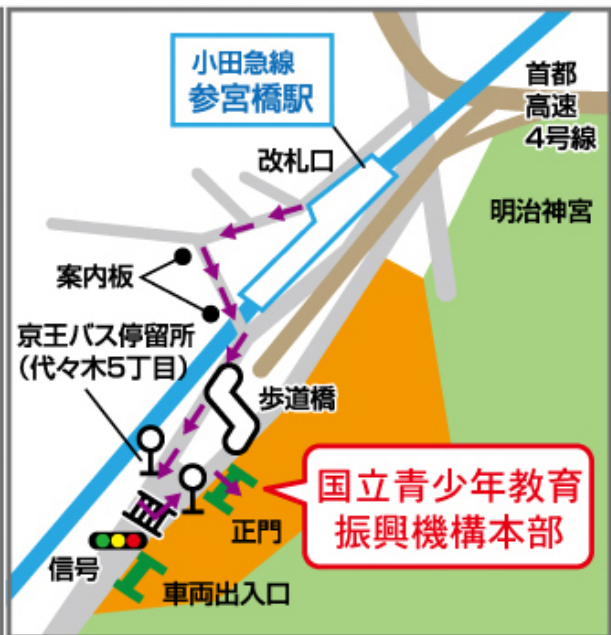 小田急線
参宮橋駅
首都
高速
4号線
改札口
明治神宮
案内板
京王バス停留所
（代々木5丁目）
歩道橋
国立青少年教育
振興機構本部
正門
信号
車両出入口